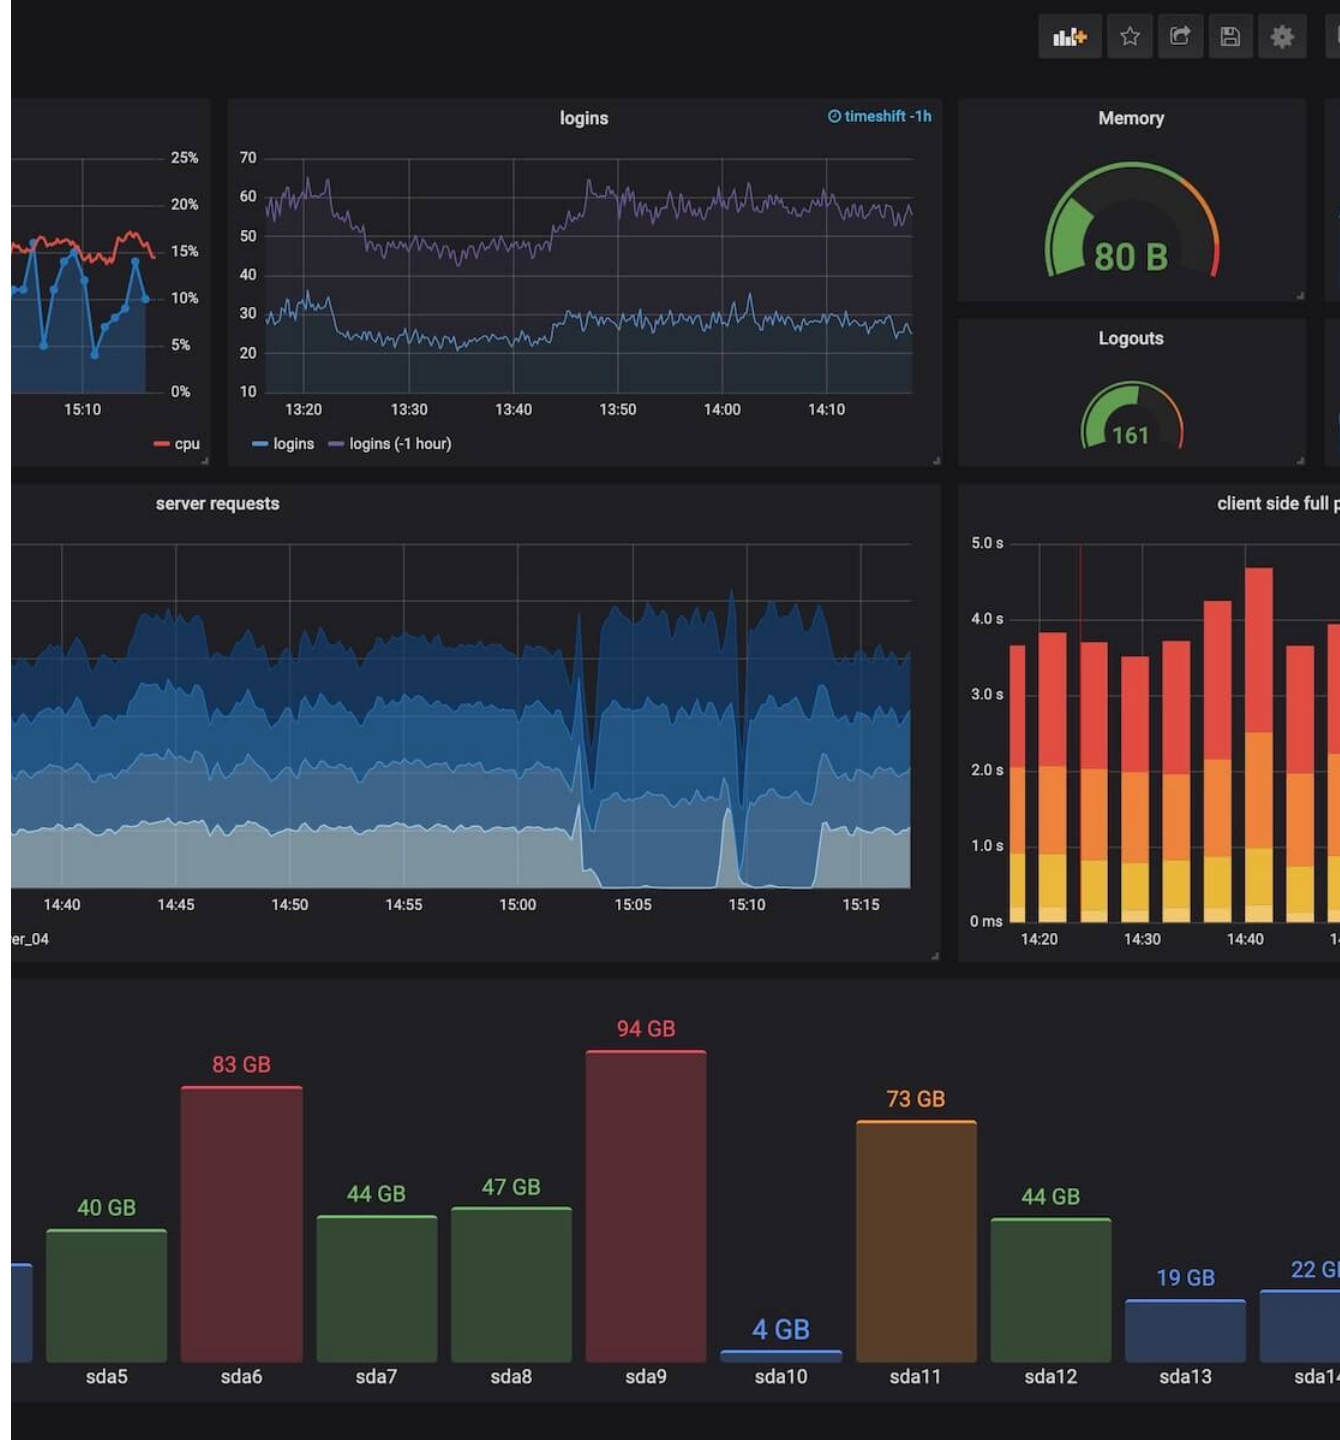 logins
timeshift -1h
Memory
25%
20%
15%
10%
5%
0%
15:10
cpu
70
60
50
40
30
20
10
13:20 13:30 13:40 13:50 14:00 14:10
logins logins (-1 hour)
80 B
Logouts
161
server requests
14:40 14:45 14:50 14:55 15:00 15:05 15:10 15:15
er_04
client side full p
5.0 s
4.0 s
3.0 s
2.0 s
1.0 s
0 ms
14:20 14:30 14:40
40 GB 83 GB 44 GB 47 GB 94 GB 4 GB 73 GB 44 GB 19 GB 22 G
sda5 sda6 sda7 sda8 sda9 sda10 sda11 sda12 sda13 sda14